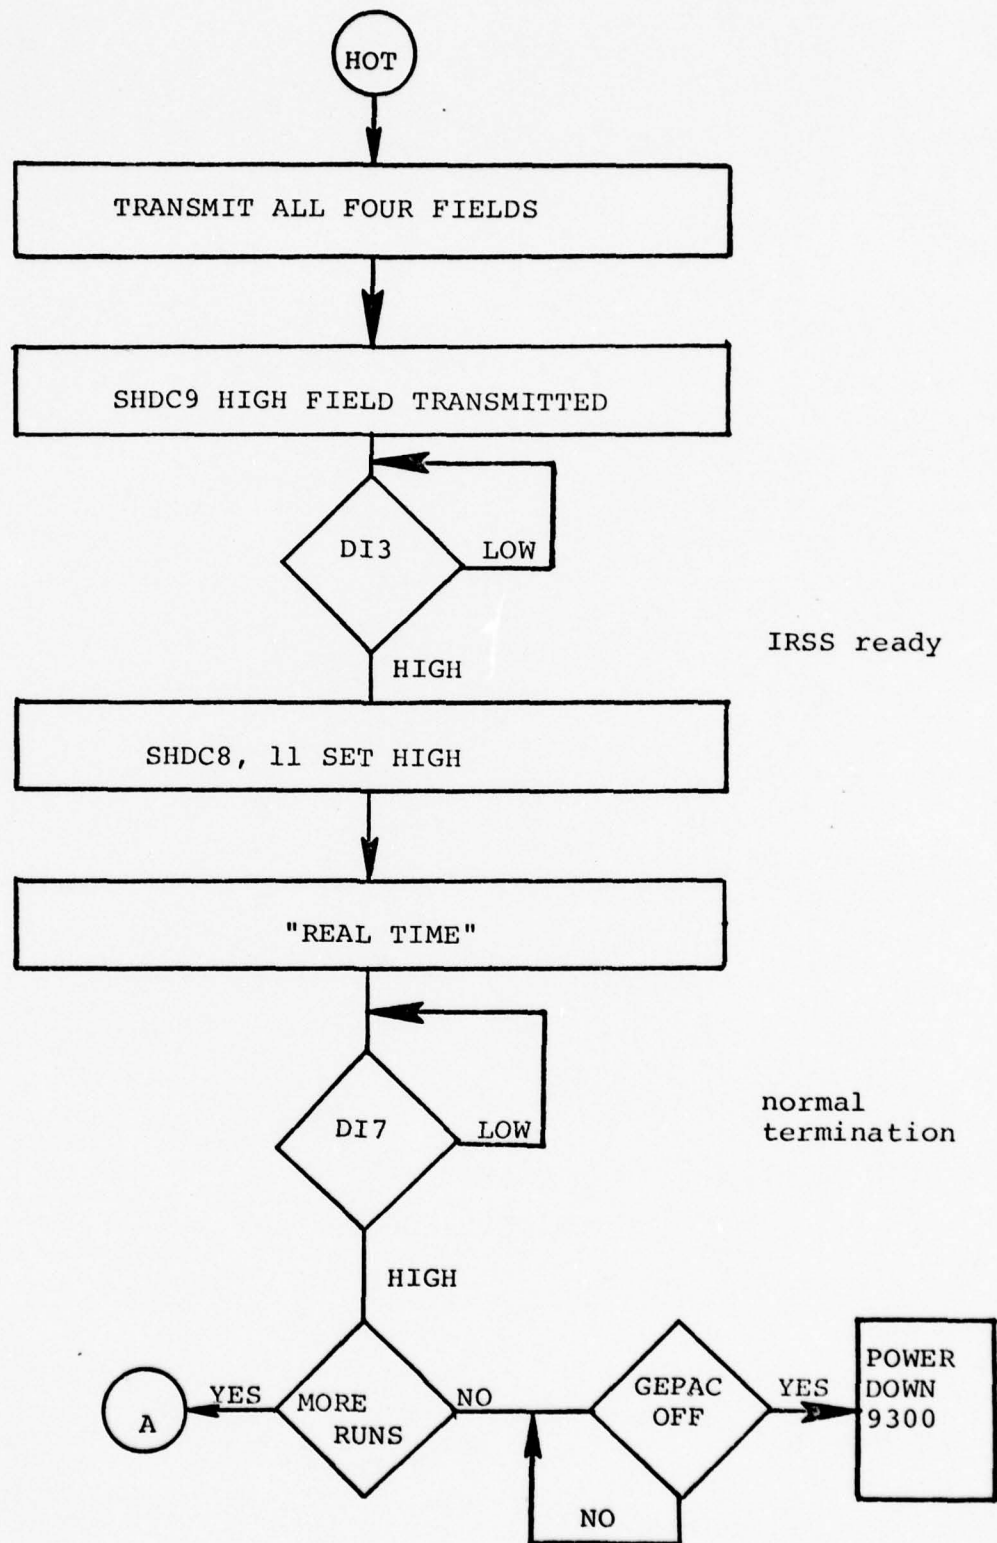 HOT
TRANSMIT ALL FOUR FIELDS
SHDC9 HIGH FIELD TRANSMITTED
DI3
LOW
IRSS ready
HIGH
SHDC8, 11 SET HIGH
"REAL TIME"
DI7
LOW
normal
termination
HIGH
A
YES
MORE
RUNS
NO
GEPAC
OFF
YES
POWER
DOWN
9300
NO